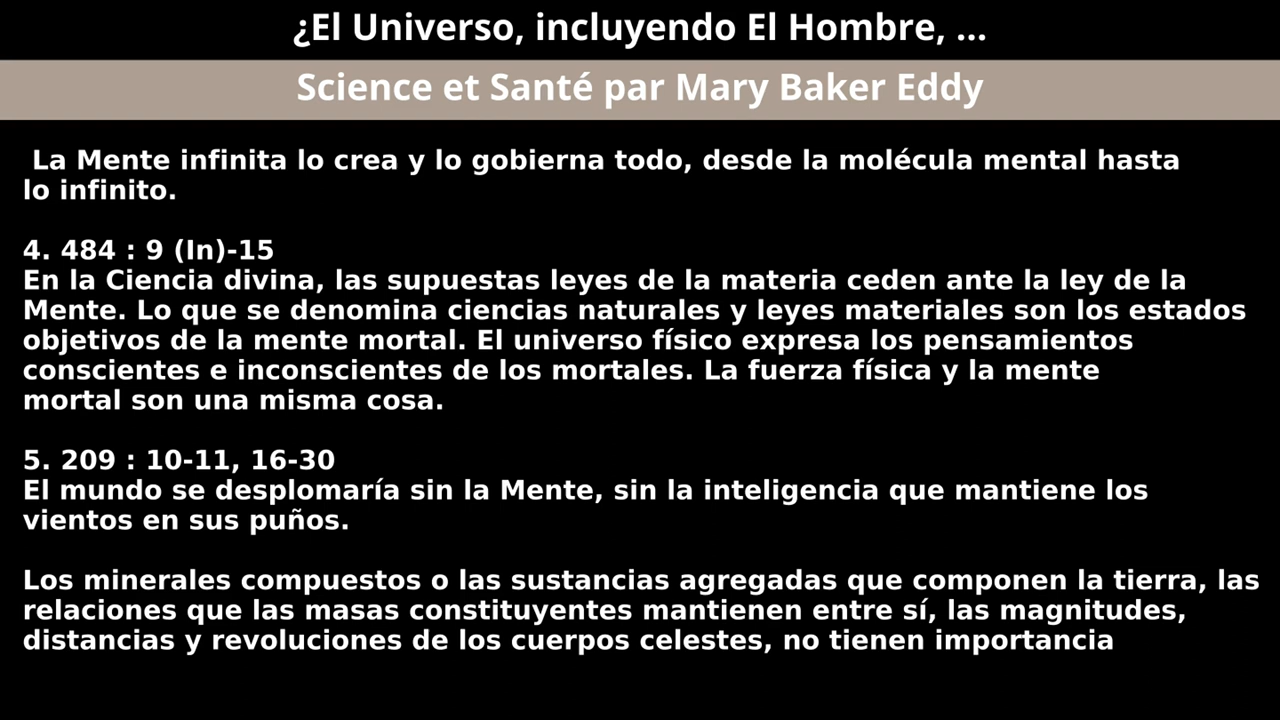 ¿El Universo, incluyendo El Hombre, ...
Science et Santé par Mary Baker Eddy
La Mente infinita lo crea y lo gobierna todo, desde la molécula mental hasta
lo infinito.
4. 484 : 9 (In)-15
En la Ciencia divina, las supuestas leyes de la materia ceden ante la ley de la
Mente. Lo que se denomina ciencias naturales y leyes materiales son los estados
objetivos de la mente mortal. El universo físico expresa los pensamientos
conscientes e inconscientes de los mortales. La fuerza física y la mente
mortal son una misma cosa.
5. 209 : 10-11, 16-30
El mundo se desplomaría sin la Mente, sin la inteligencia que mantiene los
vientos en sus puños.
Los minerales compuestos o las sustancias agregadas que componen la tierra, las
relaciones que las masas constituyentes mantienen entre sí, las magnitudes,
distancias y revoluciones de los cuerpos celestes, no tienen importancia